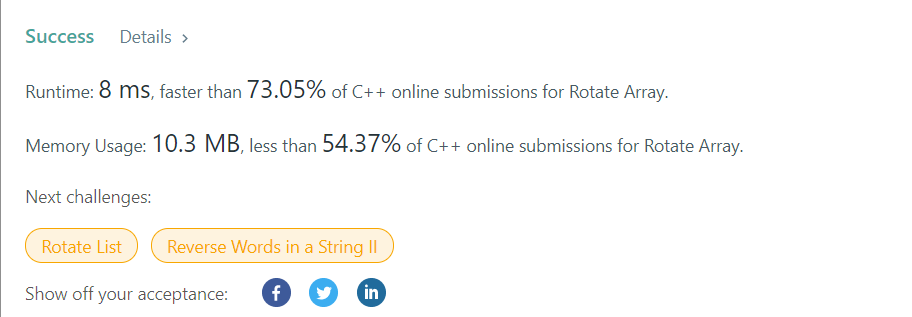 Success Details >
Runtime: 8 ms, faster than 73.05% of C++ online submissions for Rotate Array.
Memory Usage: 10.3 MB, less than 54.37% of C++ online submissions for Rotate Array.
Next challenges:
Rotate List Reverse Words in a String II
Show off your acceptance: f in